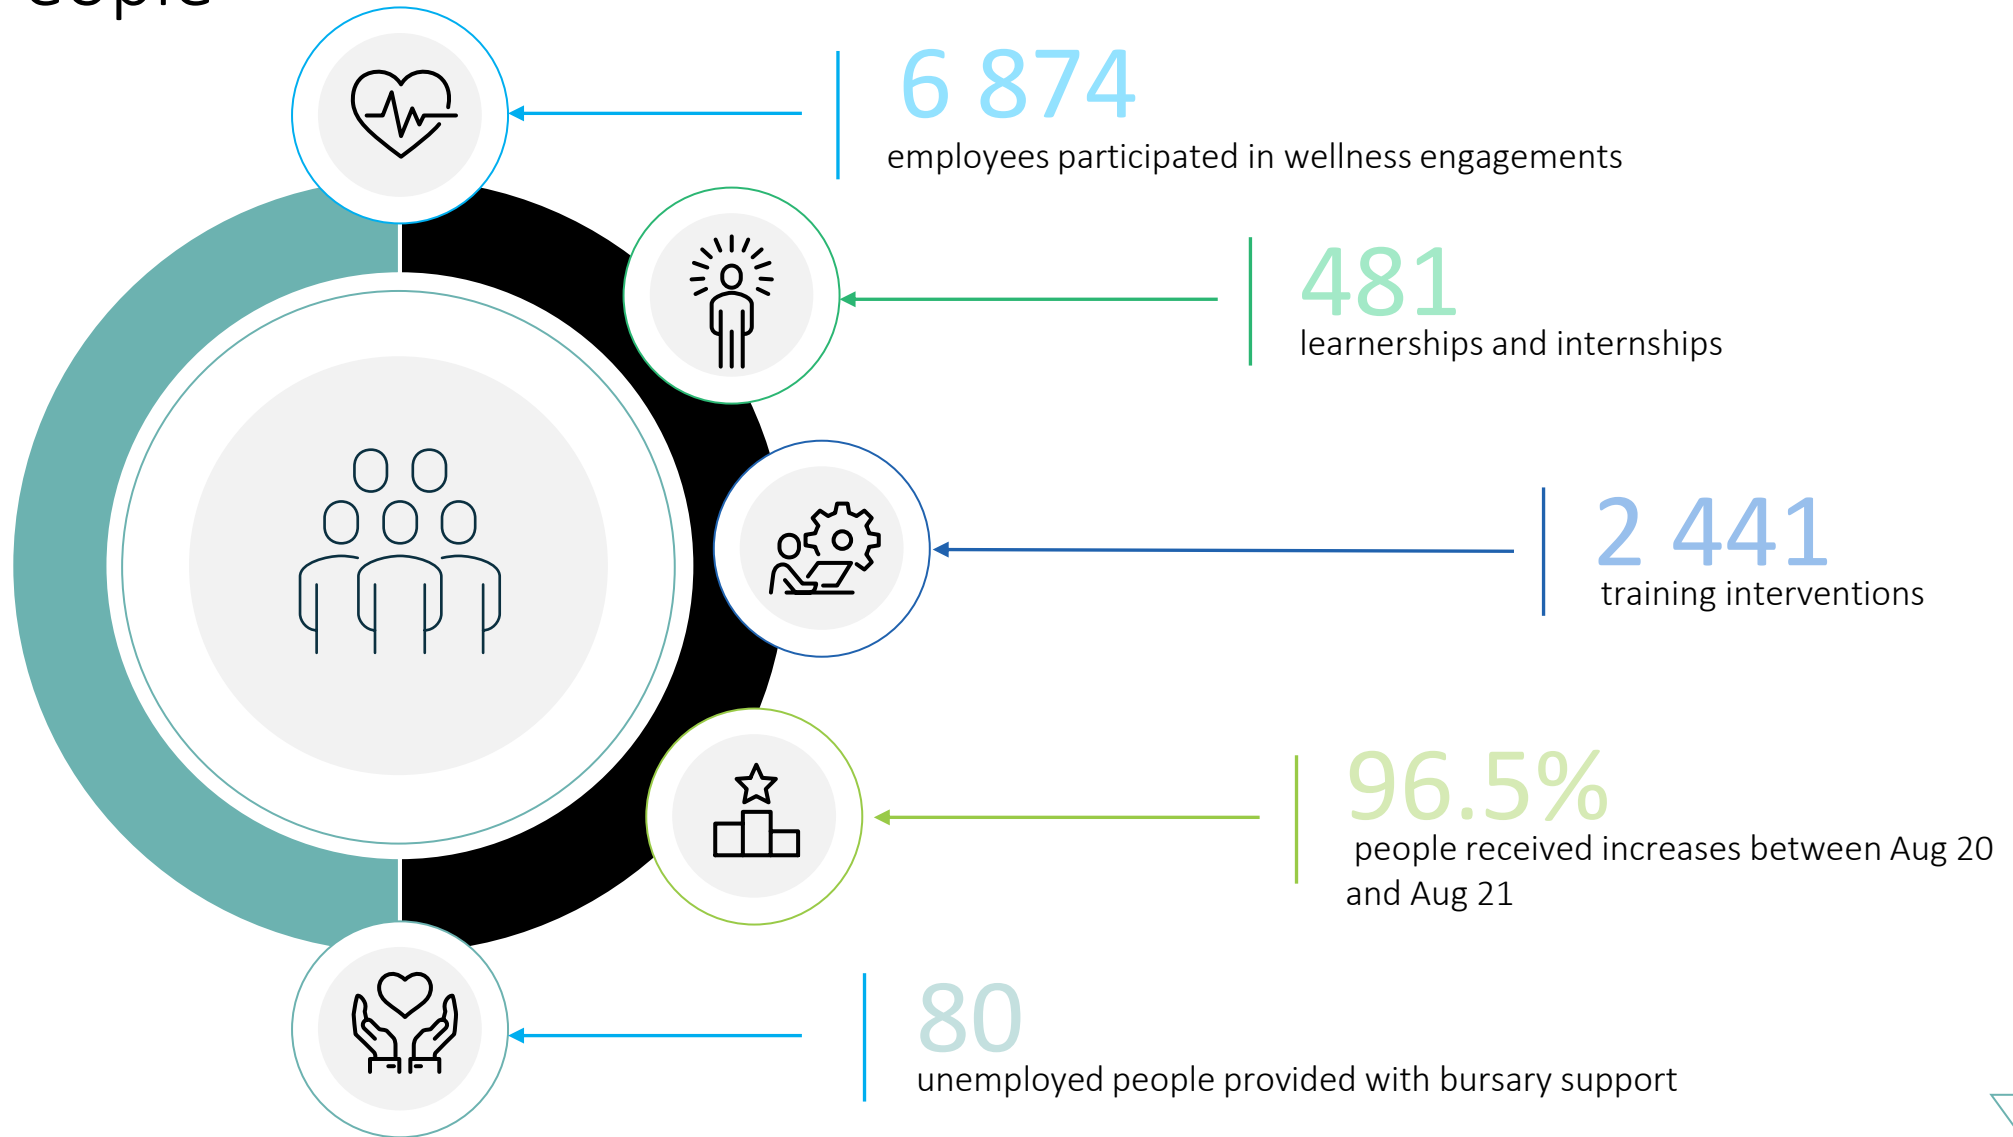 6 874
employees participated in wellness engagements
481
learnerships and internships
2 441
training interventions
96.5%
people received increases between Aug 20
and Aug 21
80
unemployed people provided with bursary support